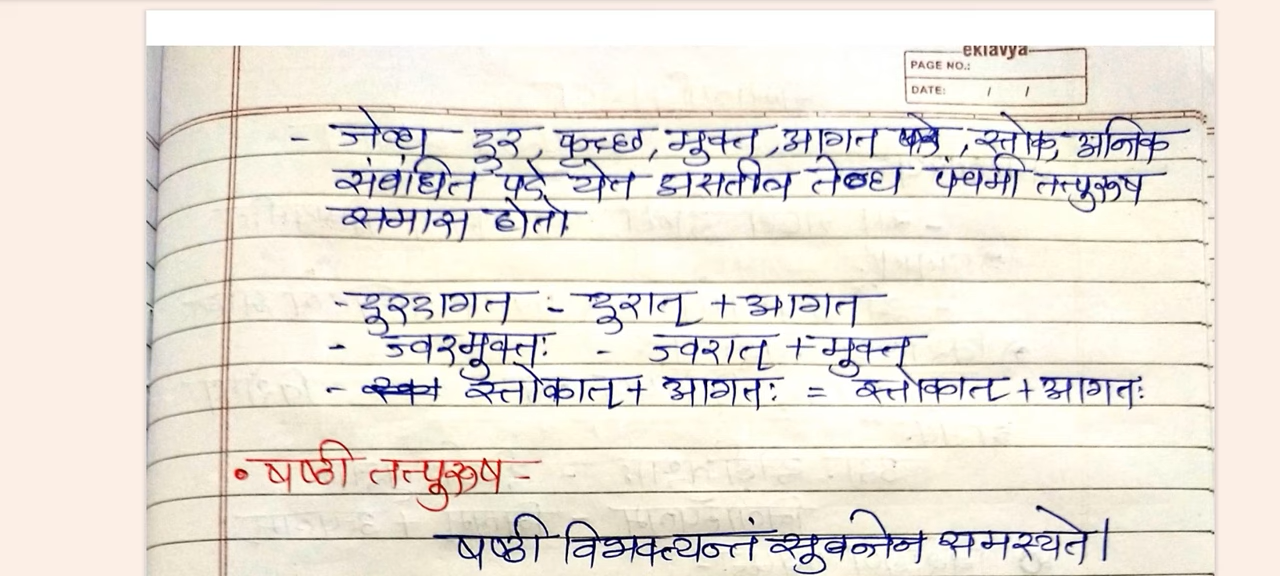 eklavya
PAGE NO.:
DATE: / /
- जेव्हा दुर, कृच्छ, मुक्त, आगत, स्तोक, अन्तिक
संबंधित पदे येत असतील तेव्हा पंचमी तत्पुरूष
समास होतो
- दुरआगत - दुरात् + आगत
- ज्वरमुक्तः - ज्वरात् + मुक्त
- स्तोकात् + आगतः = स्तोकात् + आगतः
• षष्ठी तत्पुरूष -
षष्ठी विभक्त्यन्तं सुबन्तेन समस्यते।